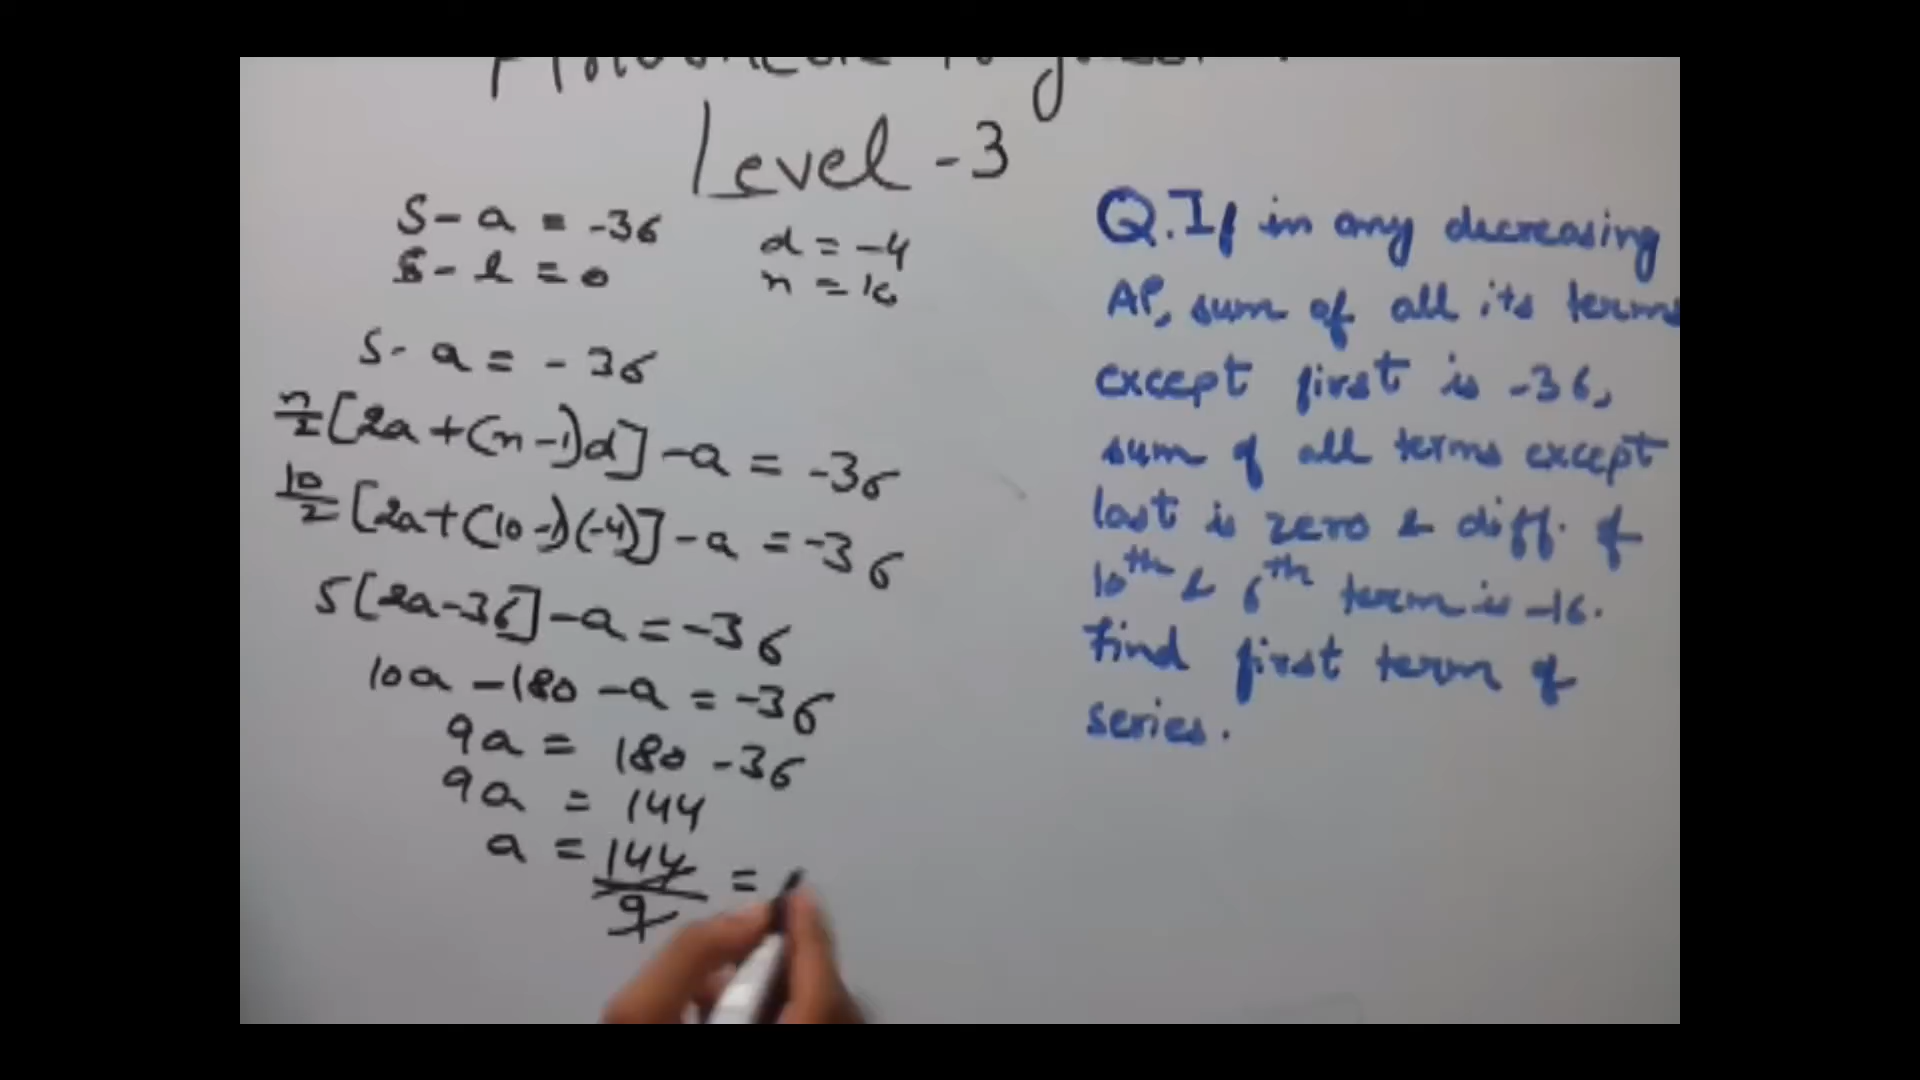 Level - 3
S - a = -36
S - l = 0
d = -4
n = 10
S - a = - 36
n/2 [2a + (n-1)d] - a = -36
10/2 [2a + (10-1)(-4)] - a = -36
5[2a-36] - a = -36
10a - 180 - a = -36
9a = 180 - 36
9a = 144
a = 144/9 =
Q. If in any decreasing
AP, sum of all its terms
except first is -36,
sum of all terms except
last is zero & diff. of
10th & 6th term is -16.
Find first term of
series.